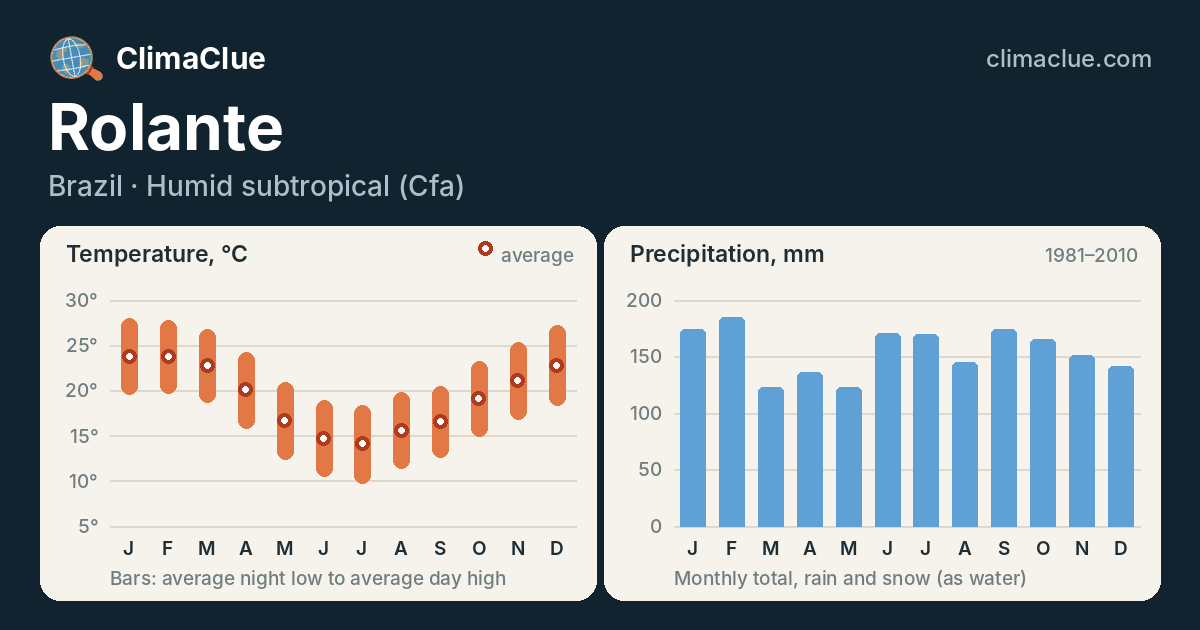 ClimaClue
climaclue.com
Rolante
Brazil · Humid subtropical (Cfa)
Temperature, °C
average
30°
25°
20°
15°
10°
5°
J F M A M J J A S O N D
Bars: average night low to average day high
Precipitation, mm
1981–2010
200
150
100
50
0
J F M A M J J A S O N D
Monthly total, rain and snow (as water)